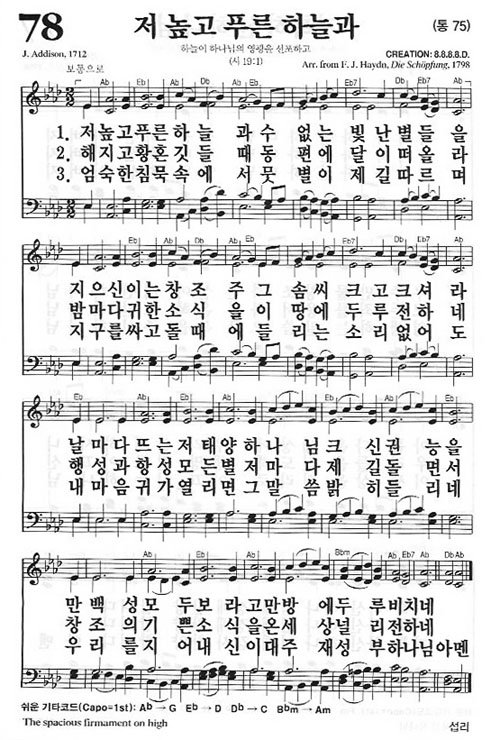 78
저 높고 푸른 하늘과
(통 75)
J. Addison, 1712
하늘이 하나님의 영광을 선포하고
(시 19:1)
CREATION: 8.8.8.8.D.
Arr. from F. J. Haydn, Die Schöpfung, 1798
보통으로
Ab Eb Ab Ab Db Ab Eb7 Ab
1. 저높고푸른하 늘 과수 없는 빛난별들 을
2. 해지고황혼깃 들 때동 편에 달이떠올 라
3. 엄숙한침묵속 에 서뭇 별이 제길따르 며
Eb Ab Db Eb Eb7 Db Eb7 Ab
지으신이는창 조 주그 솜씨 크고크셔 라
밤마다귀한소 식 을이 땅에 두루전하 네
지구를싸고돌 때 에들 리는 소리없어 도
Eb Ab Eb Ab Eb Ab Eb
날마다뜨는저 태양하나 님크 신권 능을
행성과항성모 든별저마 다제 길돌 면서
내마음귀가열 리면그말 씀밝 히들 리네
Ab Eb Ab Bbm Ab Eb7 Ab Db Ab
만 백 성모 두보라고만방 에두 루비치네
창 조 의기 쁜소식을온세 상널 리전하네
우 리 를지 어내신이대주 재성 부하나님아멘
쉬운 기타코드(Capo=1st): Ab → G Eb → D Db → C Bbm → Am
The spacious firmament on high
섭리